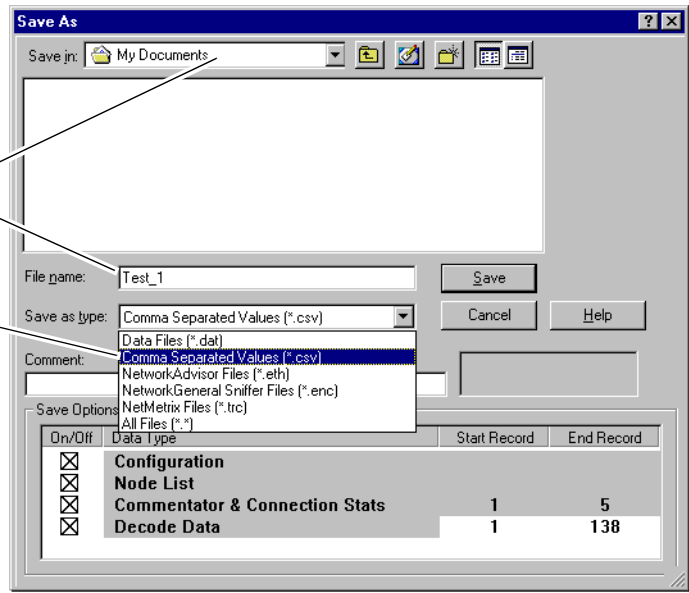 Save As
Save in: My Documents
File name: Test_1 Save
Save as type: Comma Separated Values (*.csv) Cancel Help
Data Files (*.dat)
Comment: Comma Separated Values (*.csv)
NetworkAdvisor Files (*.eth)
NetworkGeneral Sniffer Files (*.enc)
NetMetrix Files (*.trc)
Save Options All Files (*.*)
On/Off Data Type Start Record End Record
Configuration
Node List
Commentator & Connection Stats 1 5
Decode Data 1 138